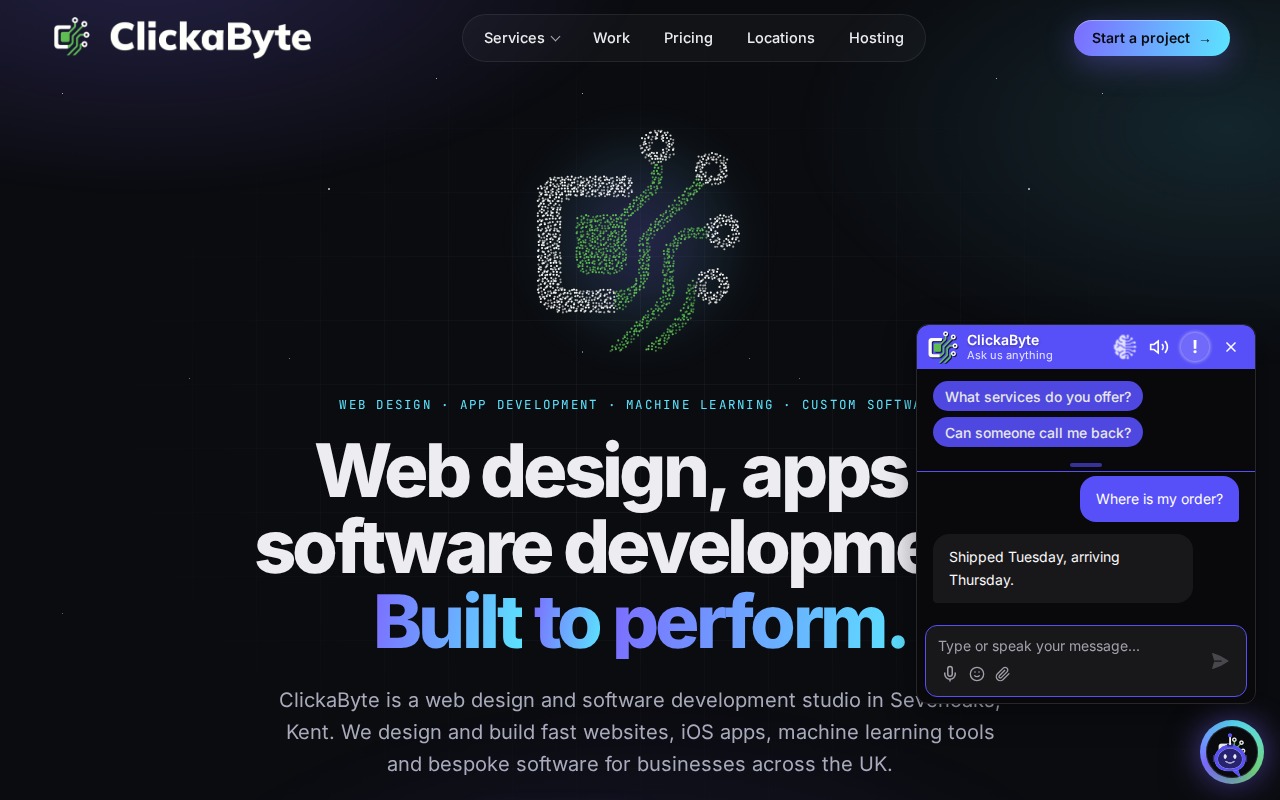 ClickaByte
Services
Work
Pricing
Locations
Hosting
Start a project →
WEB DESIGN · APP DEVELOPMENT · MACHINE LEARNING · CUSTOM
Web design, apps
software
Built to perform.
ClickaByte is a web design and software development studio in
Kent. We design and build fast websites, iOS apps, machine learning tools
and bespoke software for businesses across the UK.
ClickaByte
Ask us anything
!
What services do you offer?
Can someone call me back?
Where is my order?
Shipped Tuesday, arriving
Thursday.
Type or speak your message...